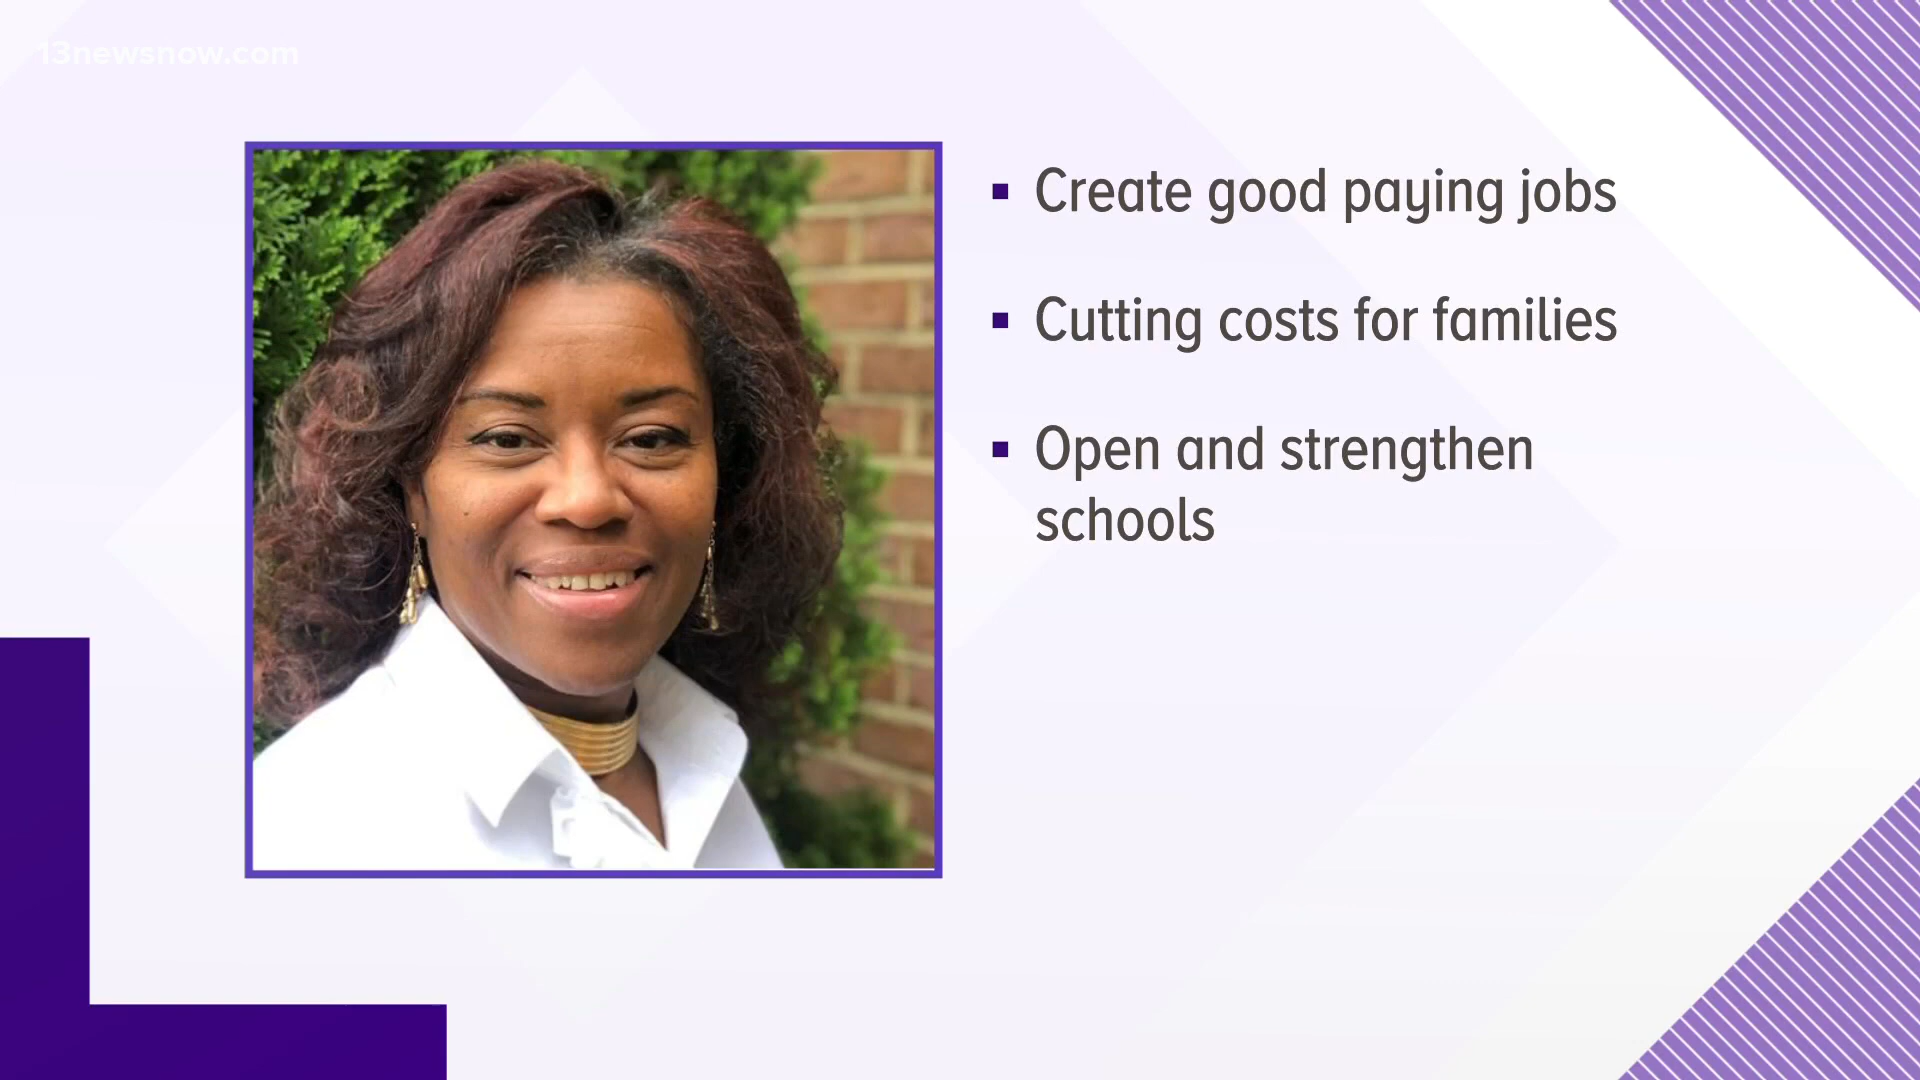 13newsnow.com
▪ Create good paying jobs
▪ Cutting costs for families
▪ Open and strengthen
schools